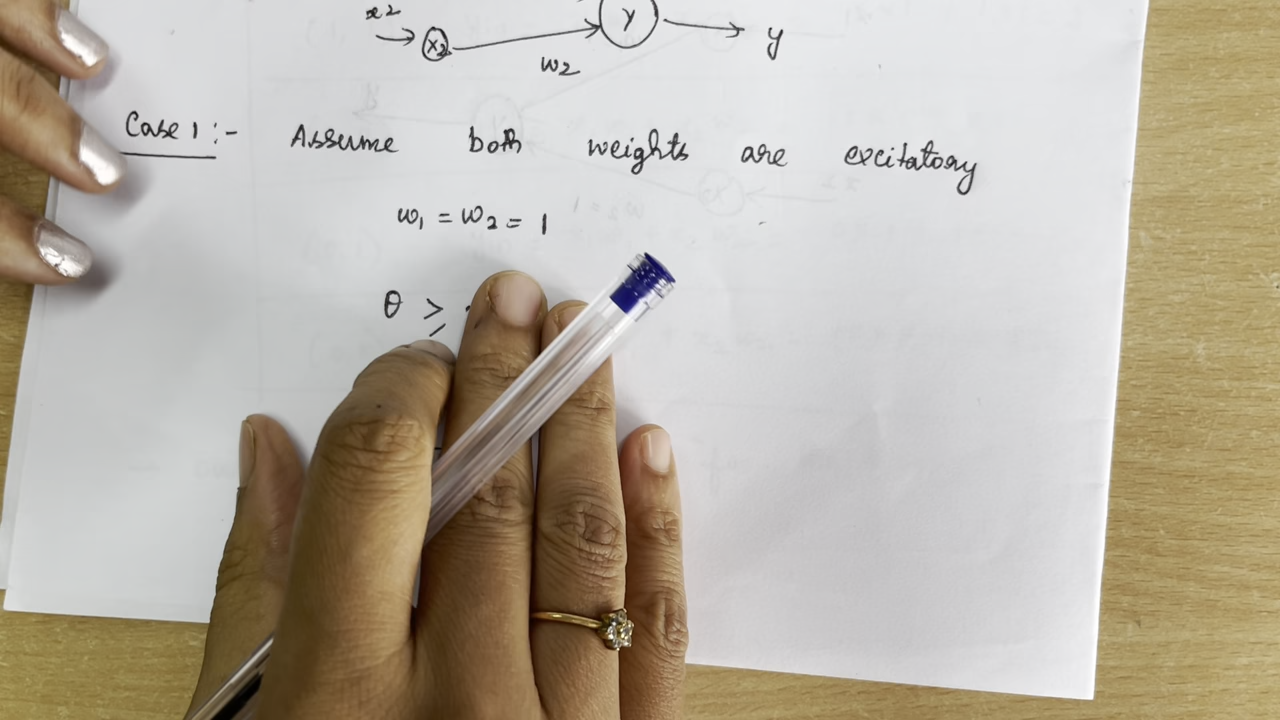 x2
X2
Y
y
w2
Case 1 :- Assume both weights are excitatory
w1 = w2 = 1
θ ≥